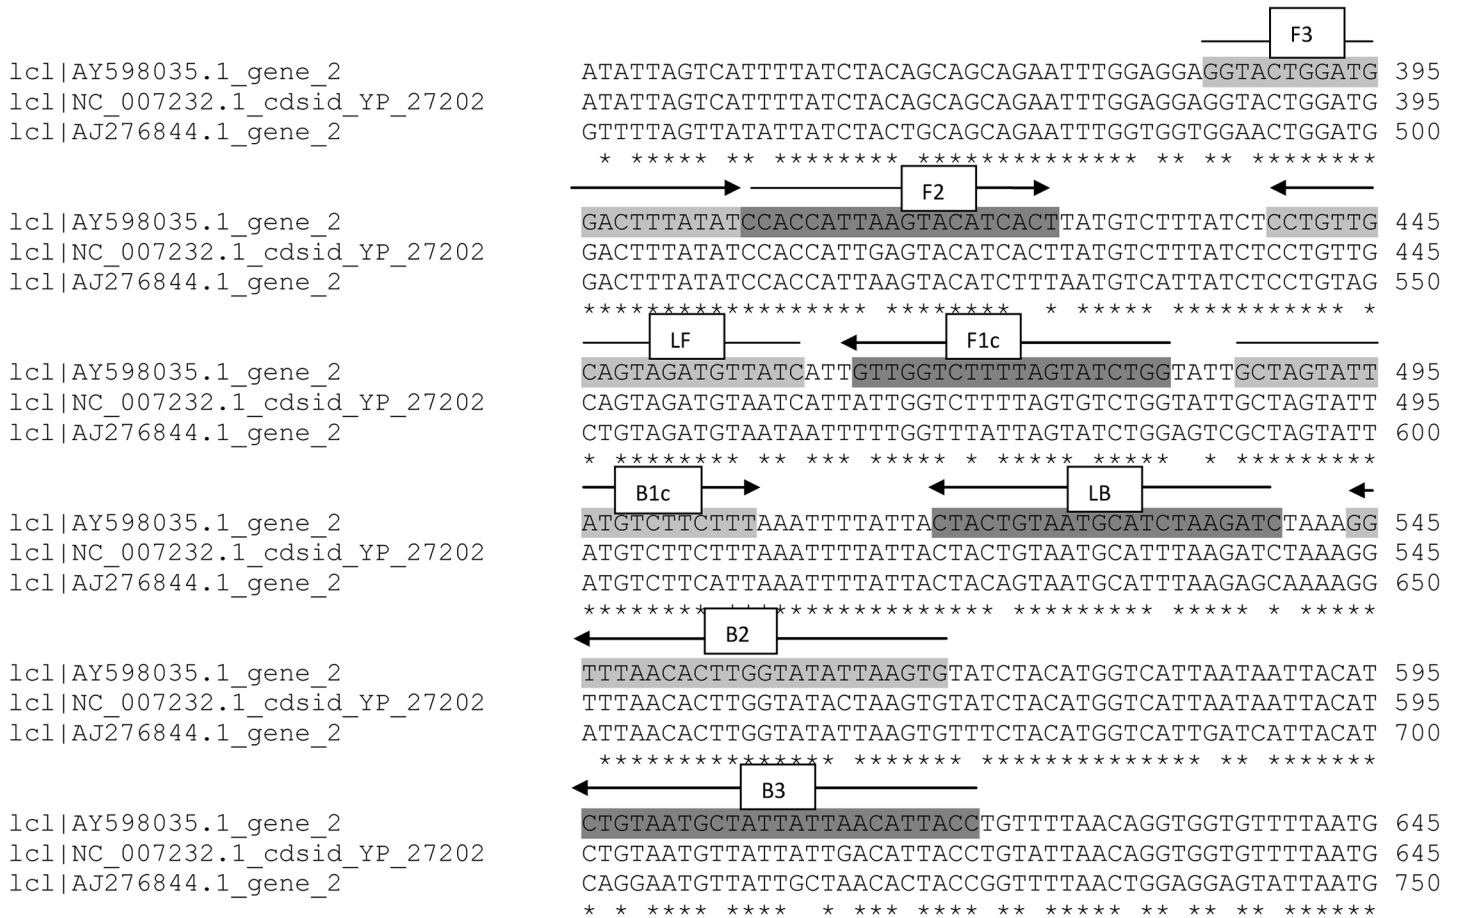 F3
lcl|AY598035.1_gene_2 ATATTAGTCATTTTTATCTACAGCAGCAGAATTTGGAGGAGGTACTGGATG 395
lcl|NC_007232.1_cdsid_YP_27202 ATATTAGTCATTTTTATCTACAGCAGCAGAATTTGGAGGAGGTACTGGATG 395
lcl|AJ276844.1_gene_2 GTTTTAGTTATATTATCTACTGCAGCAGAATTTGGTGGTGGAACTGGATG 500
* ***** ** ******** ************** ** ** ********
F2
lcl|AY598035.1_gene_2 GACTTTATATCCACCATTAAGTACATCACTTATGTCTTTATCTCCTGTTG 445
lcl|NC_007232.1_cdsid_YP_27202 GACTTTATATCCACCATTGAGTACATCACTTATGTCTTTATCTCCTGTTG 445
lcl|AJ276844.1_gene_2 GACTTTATATCCACCATTAAGTACATCTTTAATGTCATTATCTCCTGTAG 550
****************** ******** * ***** *********** *
LF F1c
lcl|AY598035.1_gene_2 CAGTAGATGTTATCATTGTTGGTCTTTTAGTATCTGGTATTGCTAGTATT 495
lcl|NC_007232.1_cdsid_YP_27202 CAGTAGATGTAATCATTATTGGTCTTTTAGTGTCTGGTATTGCTAGTATT 495
lcl|AJ276844.1_gene_2 CTGTAGATGTAATAATTTTTGGTTTATTAGTATCTGGAGTCGCTAGTATT 600
* ******** ** *** ***** * ***** ***** * *********
B1c LB
lcl|AY598035.1_gene_2 ATGTCTTCTTTAAATTTTATTACTACTGTAATGCATCTAAGATCTAAAGG 545
lcl|NC_007232.1_cdsid_YP_27202 ATGTCTTCTTTAAATTTTATTACTACTGTAATGCATTTAAGATCTAAAGG 545
lcl|AJ276844.1_gene_2 ATGTCTTCATTAAATTTTATTACTACAGTAATGCATTTAAGAGCAAAAGG 650
************************** ********* ***** * *****
B2
lcl|AY598035.1_gene_2 TTTAACACTTGGTATATTAAGTGTATCTACATGGTCATTAATAATTACAT 595
lcl|NC_007232.1_cdsid_YP_27202 TTTAACACTTGGTATACTAAGTGTATCTACATGGTCATTAATAATTACAT 595
lcl|AJ276844.1_gene_2 ATTAACACTTGGTATATTAAGTGTTTCTACATGGTCATTGATCATTACAT 700
*************** ******* ************** ** *******
B3
lcl|AY598035.1_gene_2 CTGTAATGCTATTATTAACATTACCTGTTTTAACAGGTGGTGTTTTAATG 645
lcl|NC_007232.1_cdsid_YP_27202 CTGTAATGTTATTATTGACATTACCTGTATTAACAGGTGGTGTTTTAATG 645
lcl|AJ276844.1_gene_2 CAGGAATGTTATTGCTAACACTACCGGTTTTAACTGGAGGAGTATTAATG 750
* * **** **** * *** **** ** ***** ** ** ** ******